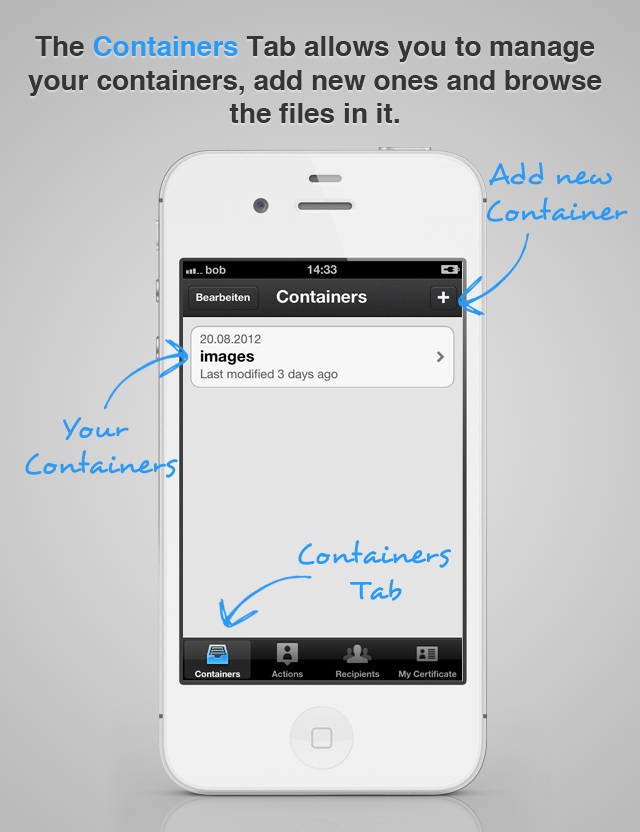 The Containers Tab allows you to manage
your containers, add new ones and browse
the files in it.
Add new
Container
bob
14:33
Bearbeiten
Containers
+
20.08.2012
images
Last modified 3 days ago
Your
Containers
Containers
Tab
Containers
Actions
Recipients
My Certificate